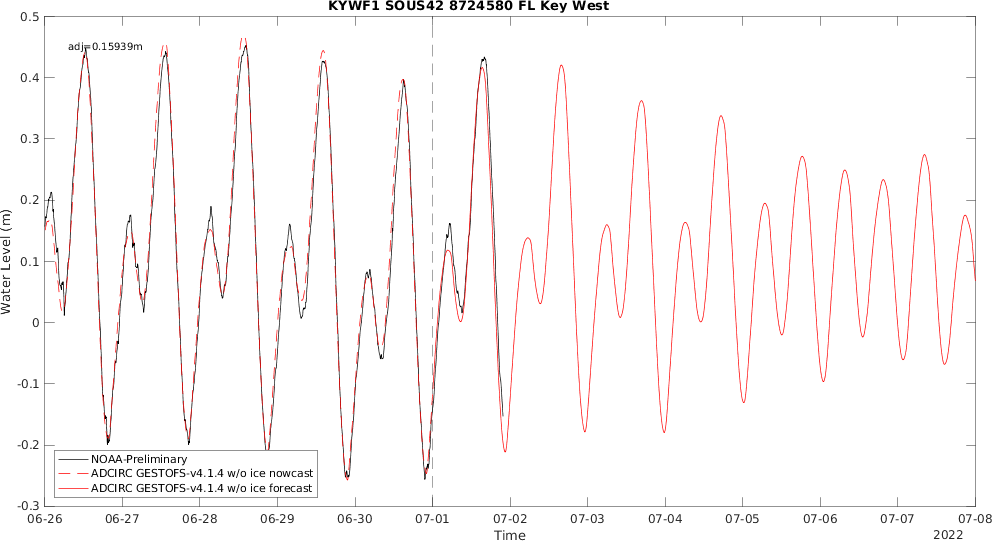 KYWF1 SOUS42 8724580 FL Key West
adj=0.15939m
0.5
0.4
0.3
0.2
0.1
0
-0.1
-0.2
-0.3
Water Level (m)
NOAA-Preliminary
ADCIRC GESTOFS-v4.1.4 w/o ice nowcast
ADCIRC GESTOFS-v4.1.4 w/o ice forecast
06-26 06-27 06-28 06-29 06-30 07-01 07-02 07-03 07-04 07-05 07-06 07-07 07-08
Time
2022